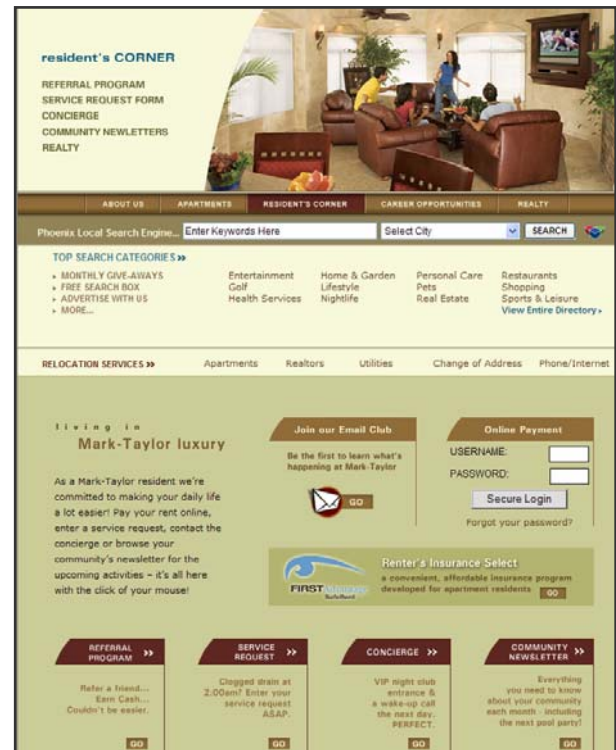 resident's CORNER
REFERRAL PROGRAM
SERVICE REQUEST FORM
CONCIERGE
COMMUNITY NEWLETTERS
REALTY
ABOUT US APARTMENTS RESIDENT'S CORNER CAREER OPPORTUNITIES REALTY
Phoenix Local Search Engine... Enter Keywords Here Select City SEARCH
TOP SEARCH CATEGORIES »
▸ MONTHLY GIVE-AWAYS Entertainment Home & Garden Personal Care Restaurants
▸ FREE SEARCH BOX Golf Lifestyle Pets Shopping
▸ ADVERTISE WITH US Health Services Nightlife Real Estate Sports & Leisure
▸ MORE... View Entire Directory ▸
RELOCATION SERVICES » Apartments Realtors Utilities Change of Address Phone/Internet
living in
Mark-Taylor luxury
As a Mark-Taylor resident we're
committed to making your daily life
a lot easier! Pay your rent online,
enter a service request, contact the
concierge or browse your
community's newsletter for the
upcoming activities – it's all here
with the click of your mouse!
Join our Email Club
Be the first to learn what's
happening at Mark-Taylor
GO
Online Payment
USERNAME:
PASSWORD:
Secure Login
Forgot your password?
FIRST Advantage
SafeRent
Renter's Insurance Select
a convenient, affordable insurance program
developed for apartment residents GO
REFERRAL
PROGRAM »
Refer a friend...
Earn Cash...
Couldn't be easier.
GO
SERVICE
REQUEST »
Clogged drain at
2:00am? Enter your
service request
ASAP.
GO
CONCIERGE »
VIP night club
entrance &
a wake-up call
the next day.
PERFECT.
GO
COMMUNITY
NEWSLETTER »
Everything
you need to know
about your community
each month - including
the next pool party!
GO